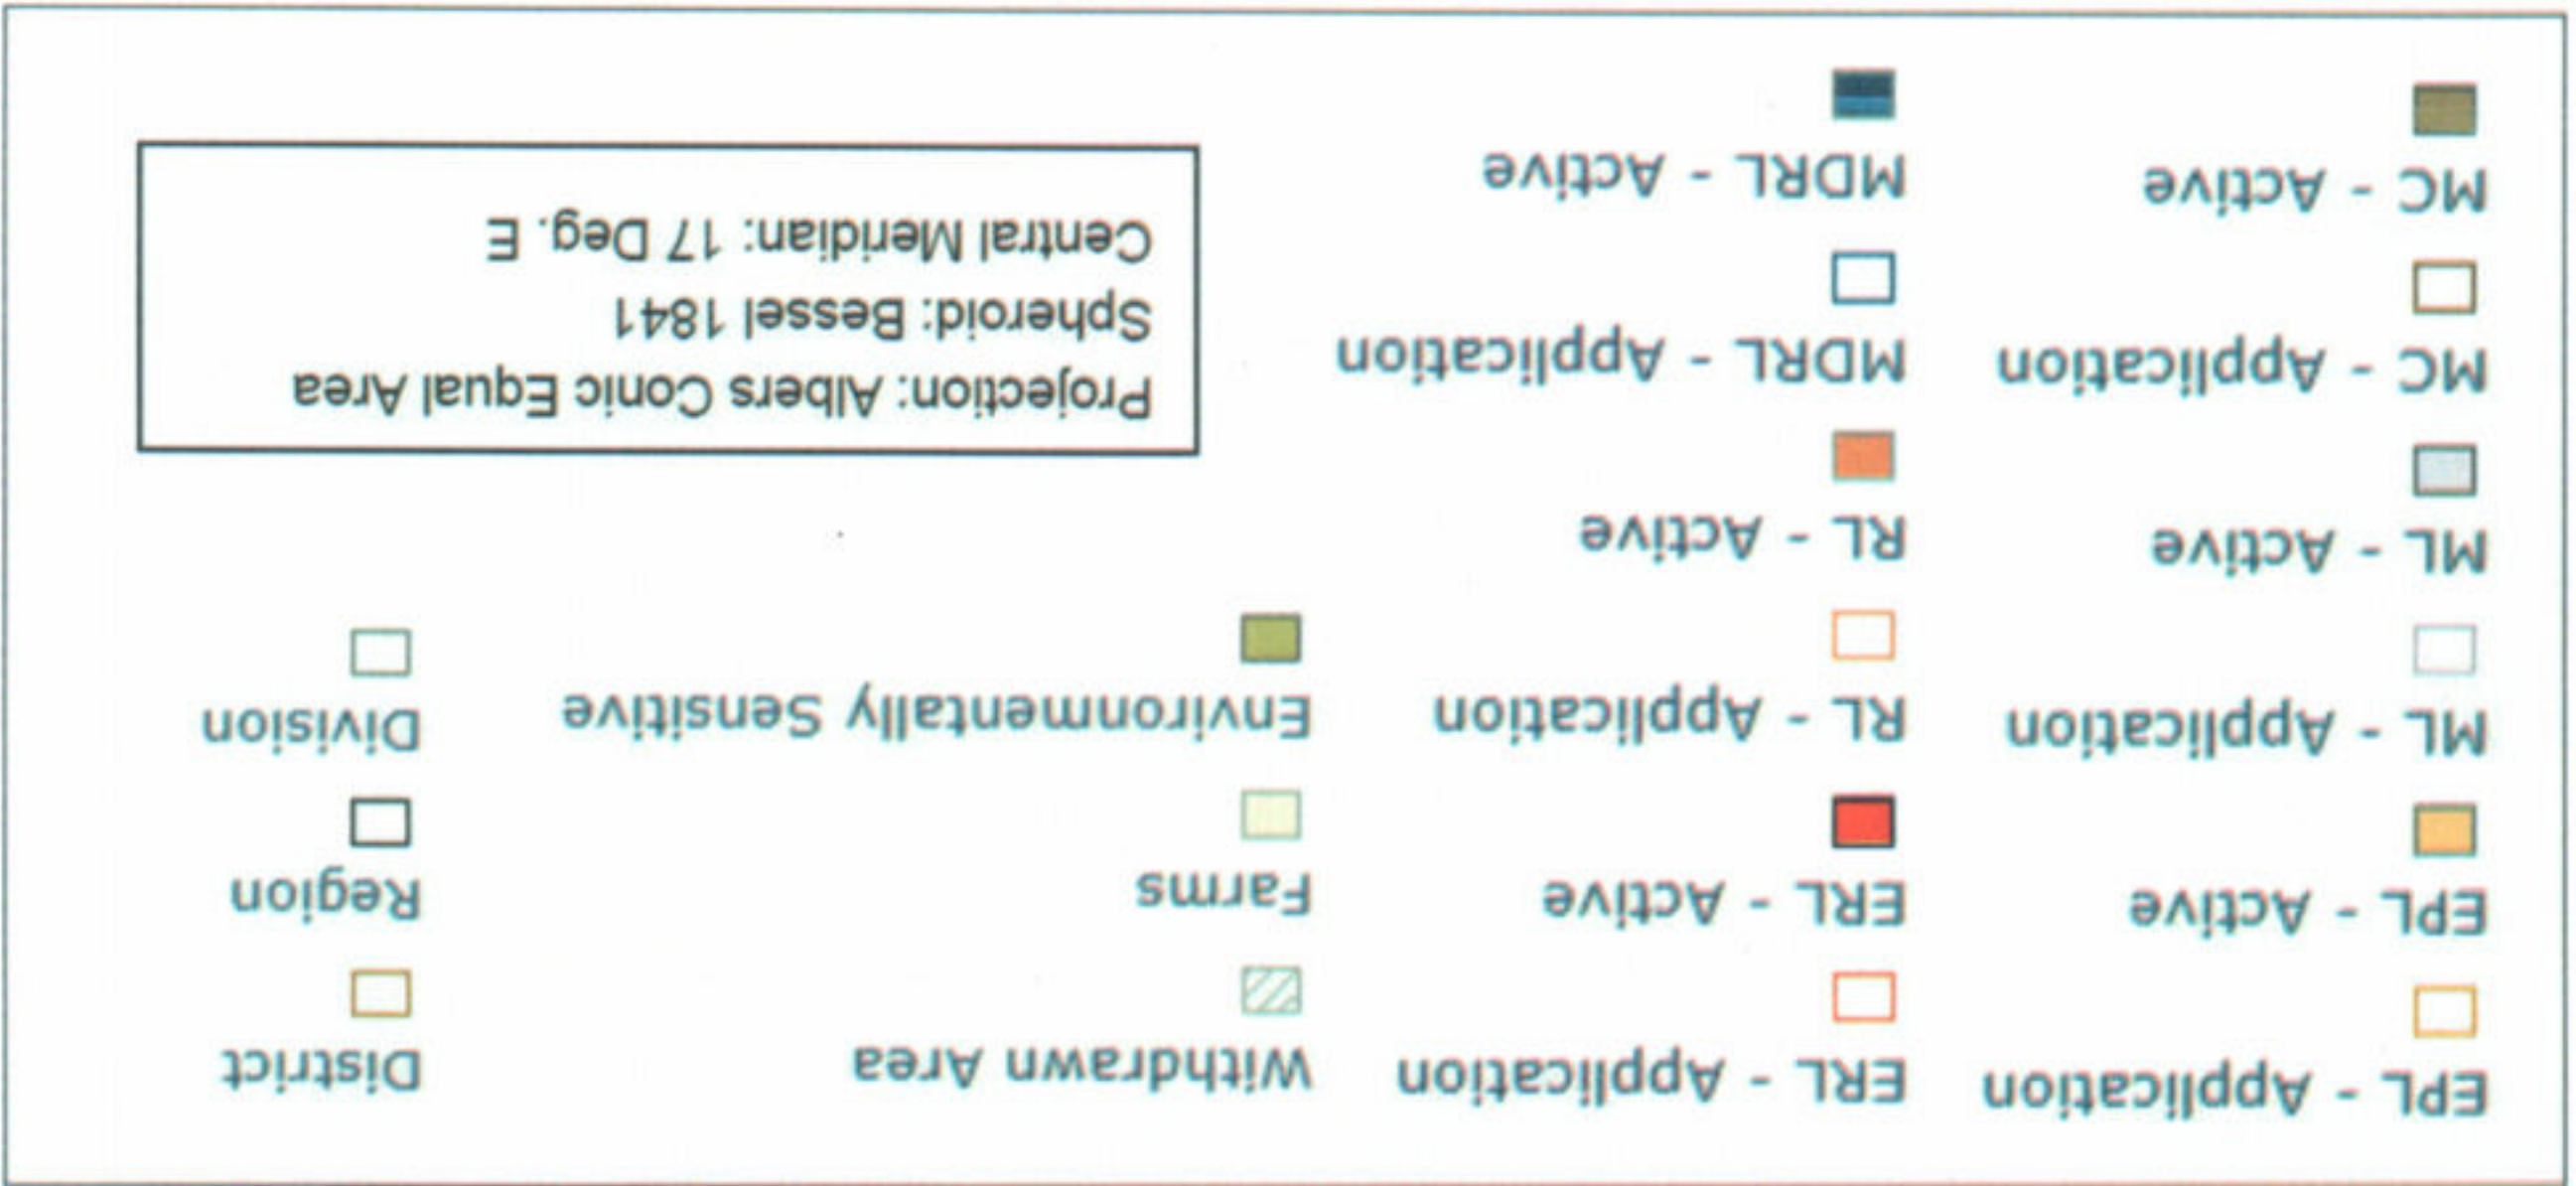 EPL - Application
EPL - Active
ML - Application
ML - Active
MC - Application
MC - Active
ERL - Application
ERL - Active
RL - Application
RL - Active
MDRL - Application
MDRL - Active
Withdrawn Area
Farms
Environmentally Sensitive
District
Region
Division
Projection: Albers Conic Equal Area
Spheroid: Bessel 1841
Central Meridian: 17 Deg. E